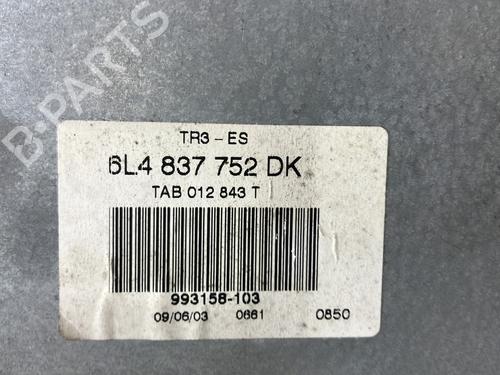 B-PARTS
TR3 - ES
6L4 837 752 DK
TAB 012 843 T
993158-103
09/06/03 0661 0850